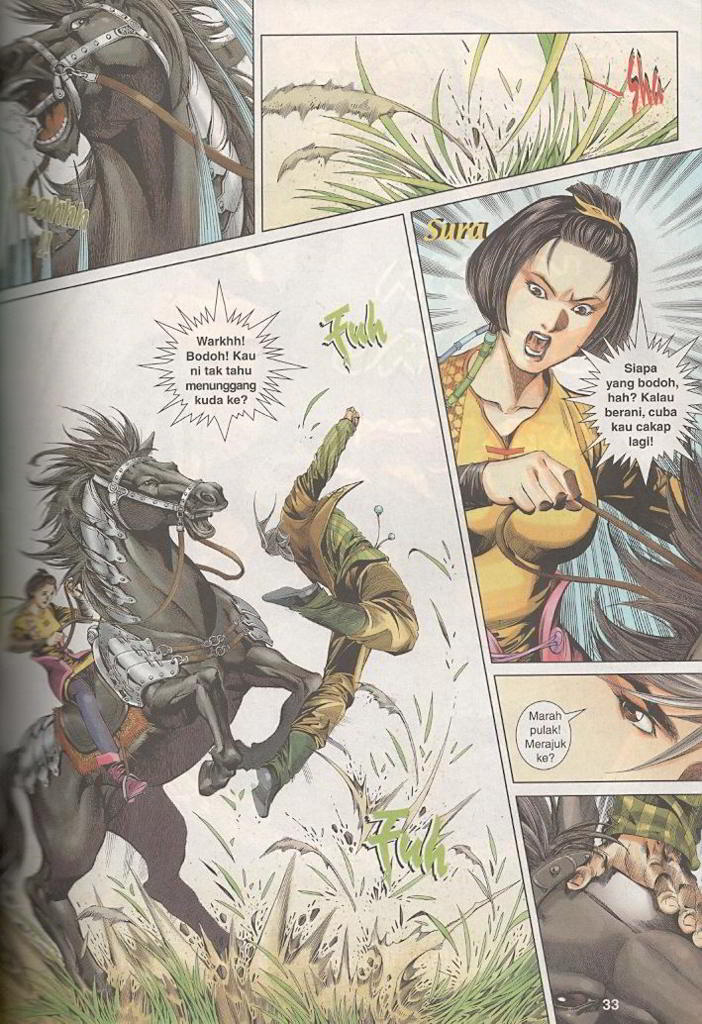 Sha
Sura
Warkhh!
Bodoh! Kau
ni tak tahu
menunggang
kuda ke?
Fuh
Siapa
yang bodoh,
hah? Kalau
berani, cuba
kau cakap
lagi!
Marah
pulak!
Merajuk
ke?
Fuh
33